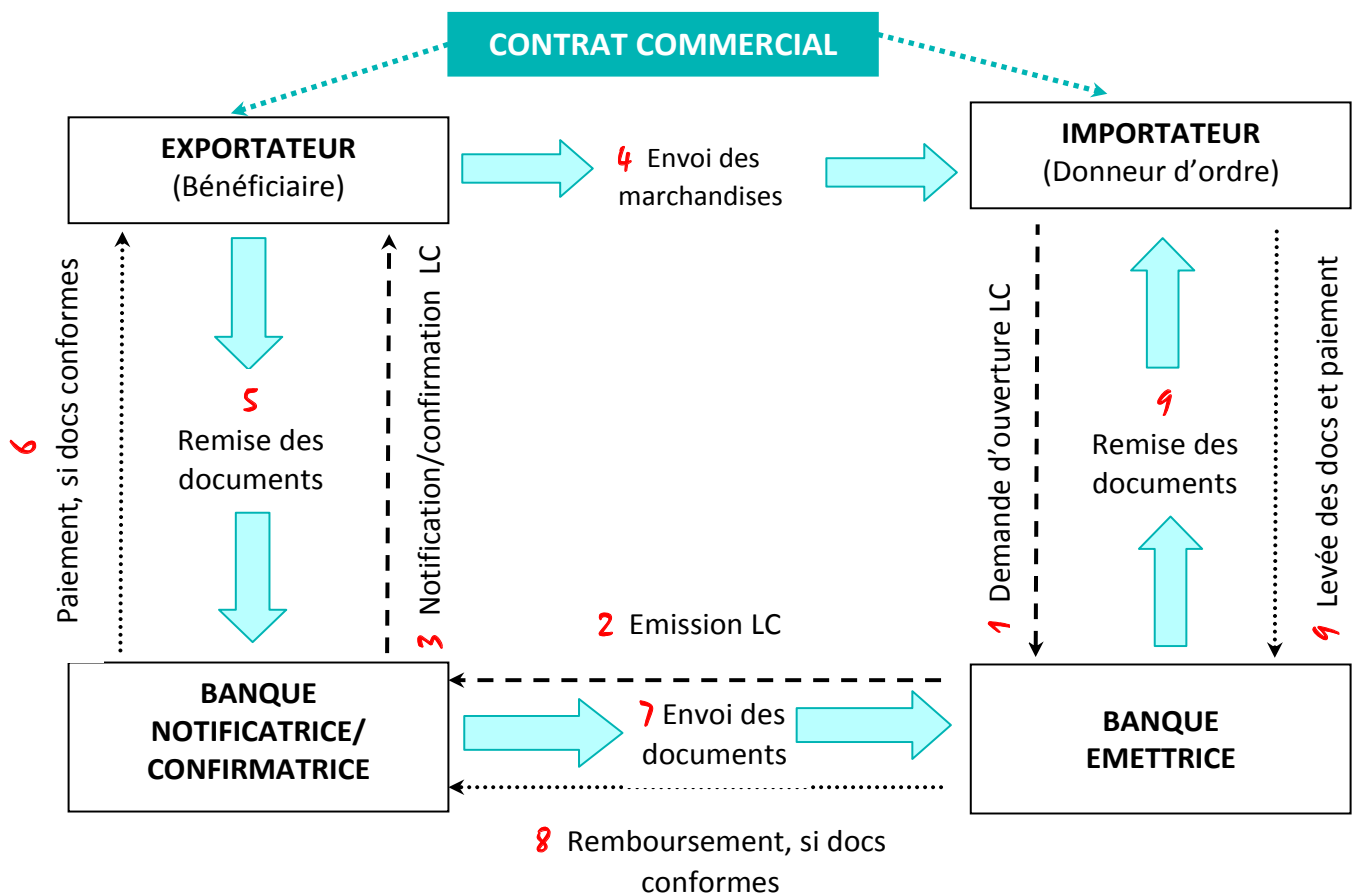 CONTRAT COMMERCIAL
EXPORTATEUR
(Bénéficiaire)
4 Envoi des
marchandises
IMPORTATEUR
(Donneur d’ordre)
6 Paiement, si docs conformes
5
Remise des
documents
3 Notification/confirmation LC
1 Demande d’ouverture LC
9
Remise des
documents
9 Levée des docs et paiement
2 Emission LC
BANQUE
NOTIFICATRICE/
CONFIRMATRICE
7 Envoi des
documents
BANQUE
EMETTRICE
8 Remboursement, si docs
conformes